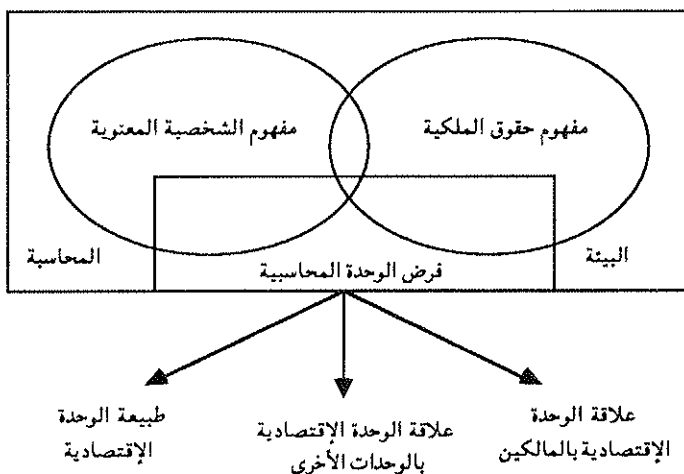 مفهوم حقوق الملكية
مفهوم الشخصية المعنوية
البيئة
المحاسبة
فرض الوحدة المحاسبية
علاقة الوحدة
الإقتصادية بالمالكين
علاقة الوحدة الإقتصادية
بالوحدات الأخرى
طبيعة الوحدة
الإقتصادية